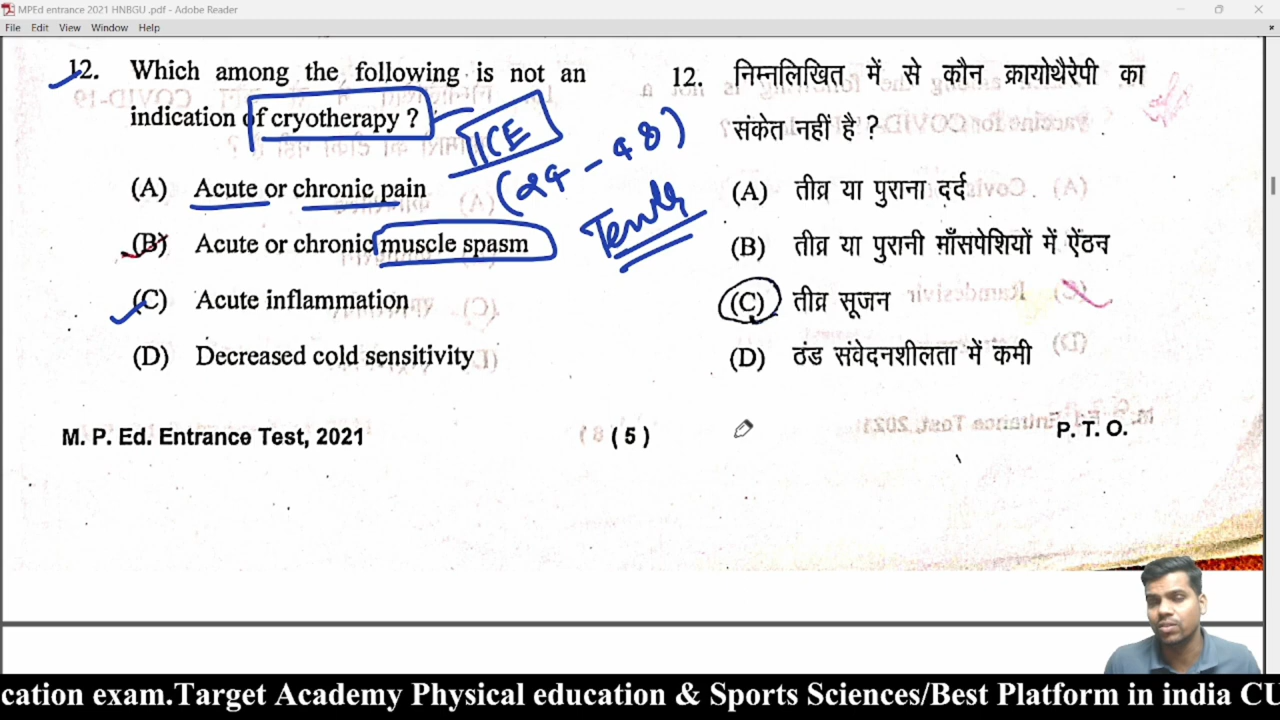 MPEd entrance 2021 HNBGU .pdf - Adobe Reader
File Edit View Window Help
12. Which among the following is not an
indication of cryotherapy ?
ICE
(24 - 48)
(A) Acute or chronic pain
(B) Acute or chronic muscle spasm
(C) Acute inflammation
(D) Decreased cold sensitivity
12. निम्नलिखित में से कौन क्रायोथैरेपी का
संकेत नहीं है ?
(A) तीव्र या पुराना दर्द
(B) तीव्र या पुरानी माँसपेशियों में ऐंठन
(C) तीव्र सूजन
(D) ठंड संवेदनशीलता में कमी
M. P. Ed. Entrance Test, 2021
( 5 )
P. T. O.
cation exam.Target Academy Physical education & Sports Sciences/Best Platform in india CU